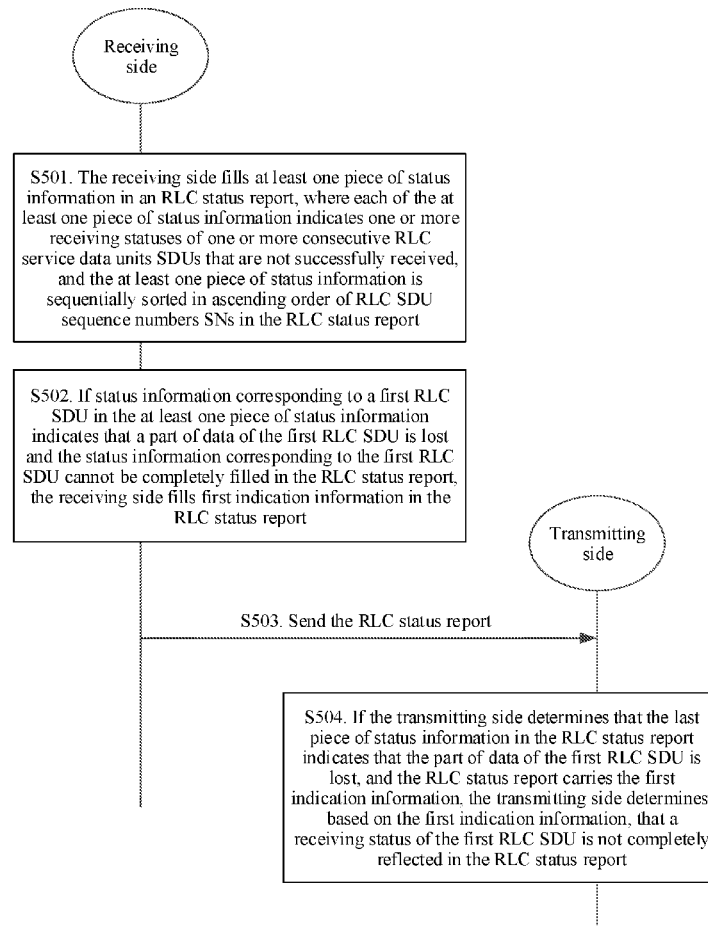 Receiving
side
S501. The receiving side fills at least one piece of status
information in an RLC status report, where each of the at
least one piece of status information indicates one or more
receiving statuses of one or more consecutive RLC
service data units SDUs that are not successfully received,
and the at least one piece of status information is
sequentially sorted in ascending order of RLC SDU
sequence numbers SNs in the RLC status report
S502. If status information corresponding to a first RLC
SDU in the at least one piece of status information
indicates that a part of data of the first RLC SDU is lost
and the status information corresponding to the first RLC
SDU cannot be completely filled in the RLC status report,
the receiving side fills first indication information in the
RLC status report
Transmitting
side
S503. Send the RLC status report
S504. If the transmitting side determines that the last
piece of status information in the RLC status report
indicates that the part of data of the first RLC SDU is
lost, and the RLC status report carries the first
indication information, the transmitting side determines
based on the first indication information, that a
receiving status of the first RLC SDU is not completely
reflected in the RLC status report